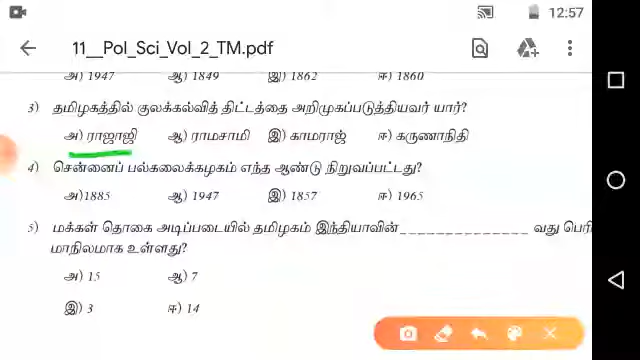 12:57
11__Pol_Sci_Vol_2_TM.pdf
அ) 1947 ஆ) 1849 இ) 1862 ஈ) 1860
3) தமிழகத்தில் குலக்கல்வித் திட்டத்தை அறிமுகப்படுத்தியவர் யார்?
அ) ராஜாஜி ஆ) ராமசாமி இ) காமராஜ் ஈ) கருணாநிதி
4) சென்னைப் பல்கலைக்கழகம் எந்த ஆண்டு நிறுவப்பட்டது?
அ)1885 ஆ) 1947 இ) 1857 ஈ) 1965
5) மக்கள் தொகை அடிப்படையில் தமிழகம் இந்தியாவின்______________ வது பெரி
மாநிலமாக உள்ளது?
அ) 15 ஆ) 7
இ) 3 ஈ) 14